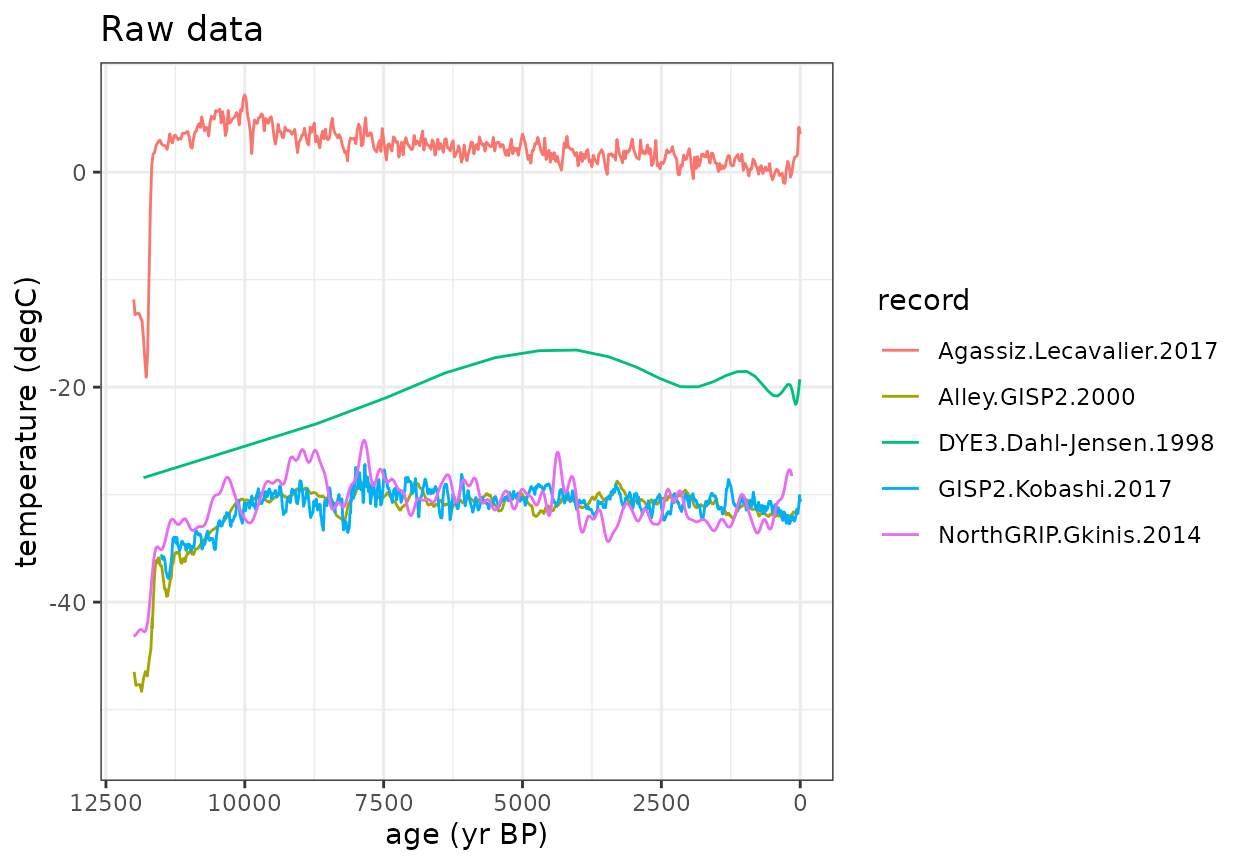 Raw data
temperature (degC)
0
-20
-40
12500 10000 7500 5000 2500 0
age (yr BP)
record
Agassiz.Lecavalier.2017
Alley.GISP2.2000
DYE3.Dahl-Jensen.1998
GISP2.Kobashi.2017
NorthGRIP.Gkinis.2014